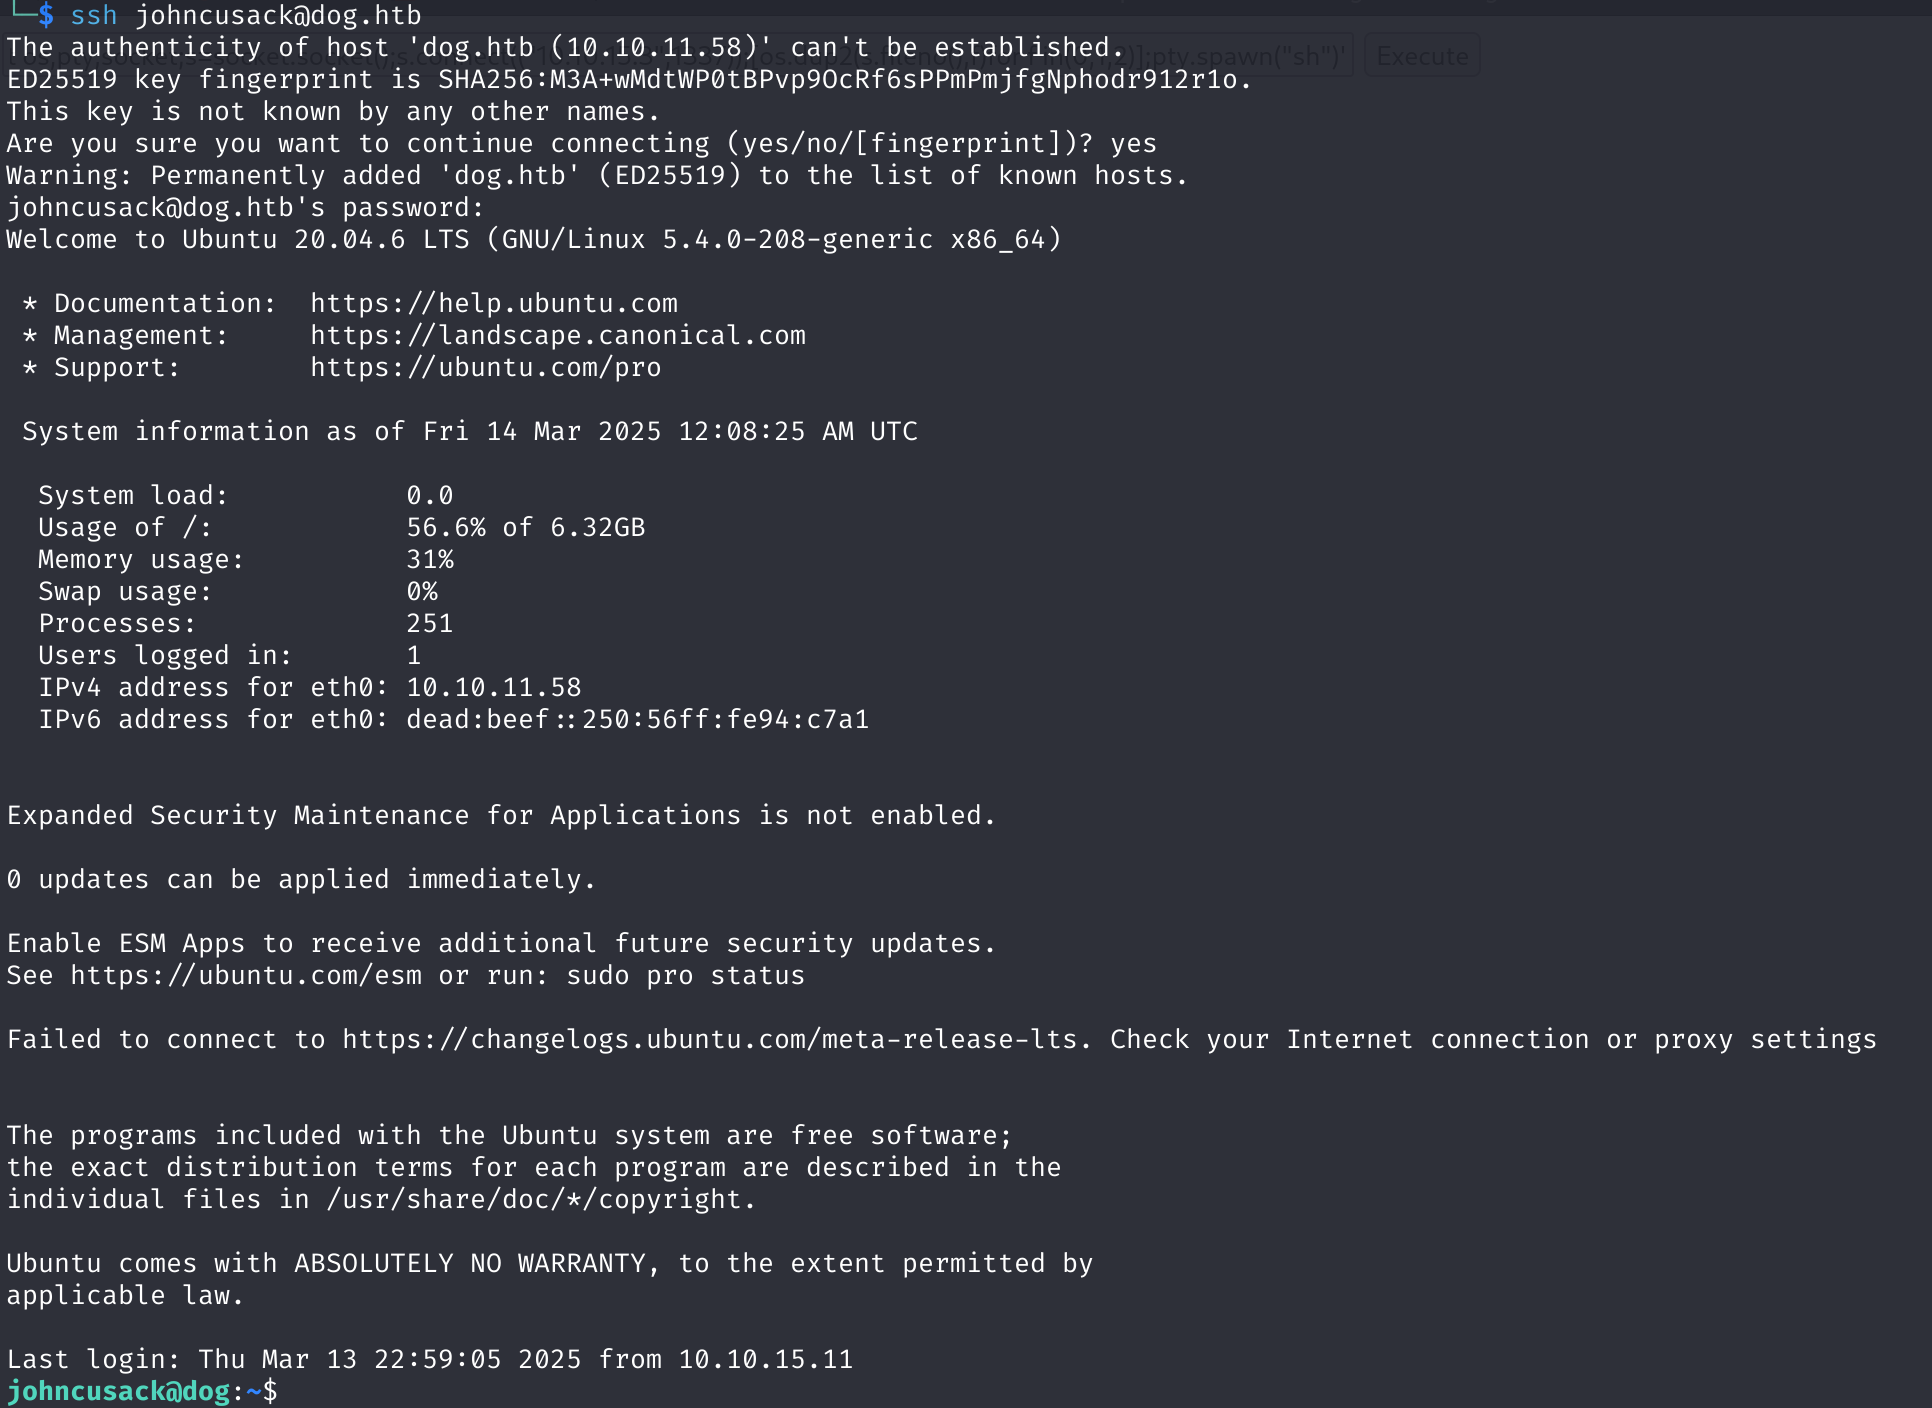 └─$ ssh johncusack@dog.htb
The authenticity of host 'dog.htb (10.10.11.58)' can't be established.
ED25519 key fingerprint is SHA256:M3A+wMdtWP0tBPvp9OcRf6sPPmPmjfgNphodr912r1o.
This key is not known by any other names.
Are you sure you want to continue connecting (yes/no/[fingerprint])? yes
Warning: Permanently added 'dog.htb' (ED25519) to the list of known hosts.
johncusack@dog.htb's password:
Welcome to Ubuntu 20.04.6 LTS (GNU/Linux 5.4.0-208-generic x86_64)
* Documentation:  https://help.ubuntu.com
* Management:     https://landscape.canonical.com
* Support:        https://ubuntu.com/pro
System information as of Fri 14 Mar 2025 12:08:25 AM UTC
System load:           0.0
Usage of /:            56.6% of 6.32GB
Memory usage:          31%
Swap usage:            0%
Processes:             251
Users logged in:       1
IPv4 address for eth0: 10.10.11.58
IPv6 address for eth0: dead:beef::250:56ff:fe94:c7a1
Expanded Security Maintenance for Applications is not enabled.
0 updates can be applied immediately.
Enable ESM Apps to receive additional future security updates.
See https://ubuntu.com/esm or run: sudo pro status
Failed to connect to https://changelogs.ubuntu.com/meta-release-lts. Check your Internet connection or proxy settings
The programs included with the Ubuntu system are free software;
the exact distribution terms for each program are described in the
individual files in /usr/share/doc/*/copyright.
Ubuntu comes with ABSOLUTELY NO WARRANTY, to the extent permitted by
applicable law.
Last login: Thu Mar 13 22:59:05 2025 from 10.10.15.11
johncusack@dog:~$
Execute